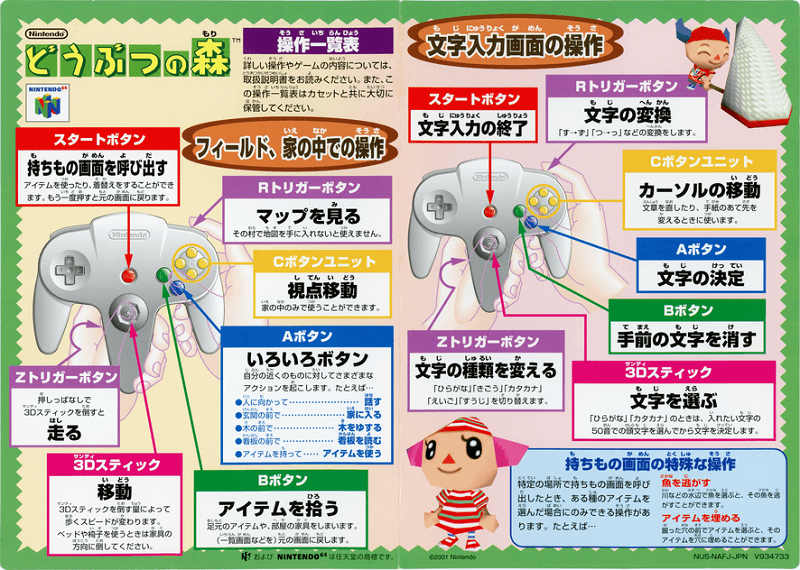 Nintendo
どうぶつの森™
もり
NINTENDO64
操作一覧表
そうさいちらんひょう
詳しい操作やゲームの内容については、
取扱説明書をお読みください。また、こ
の操作一覧表はカセットと共に大切に
保管してください。
フィールド、家の中での操作
スタートボタン
持ちもの画面を呼び出す
アイテムを使ったり、着替えをすることができ
ます。もう一度押すと元の画面に戻ります。
Rトリガーボタン
マップを見る
その村で地図を手に入れないと使えません。
Cボタンユニット
視点移動
家の中のみで使うことができます。
Aボタン
いろいろボタン
自分の近くのものに対してさまざまな
アクションを起こします。たとえば…
●人に向かって………………話す
●玄関の前で……………家に入る
●木の前で…………木をゆする
●看板の前で…………看板を読む
●アイテムを持って…アイテムを使う
Zトリガーボタン
押しっぱなしで
3Dスティックを倒すと
走る
3Dスティック
移動
3Dスティックを倒す量によって
歩くスピードが変わります。
ベッドや椅子を使うときは家具の
方向に倒してください。
Bボタン
アイテムを拾う
足元のアイテムや、部屋の家具をしまいます。
(一覧画面などを)元の画面に戻します。
および NINTENDO64 は任天堂の商標です。
文字入力画面の操作
スタートボタン
文字入力の終了
Rトリガーボタン
文字の変換
「す→ず」「つ→っ」などの変換をします。
Cボタンユニット
カーソルの移動
文章を直したり、手紙のあて先を
変えるときに使います。
Aボタン
文字の決定
Bボタン
手前の文字を消す
Zトリガーボタン
文字の種類を変える
「ひらがな」「きごう」「カタカナ」
「えいご」「すうじ」を切り替えます。
3Dスティック
文字を選ぶ
「ひらがな」「カタカナ」のときは、入れたい文字の
50音での頭文字を選んでから文字を決定します。
持ちもの画面の特殊な操作
特定の場所で持ちもの画面を呼び
出したとき、ある種のアイテムを
選んだ場合にのみできる操作があ
ります。たとえば…
魚を逃がす
川などの水辺で魚を選ぶと、その魚を逃
がすことができます。
アイテムを埋める
掘った穴の前でアイテムを選ぶと、その
アイテムを穴に埋めることができます。
©2001 Nintendo
NUS-NAFJ-JPN V934733